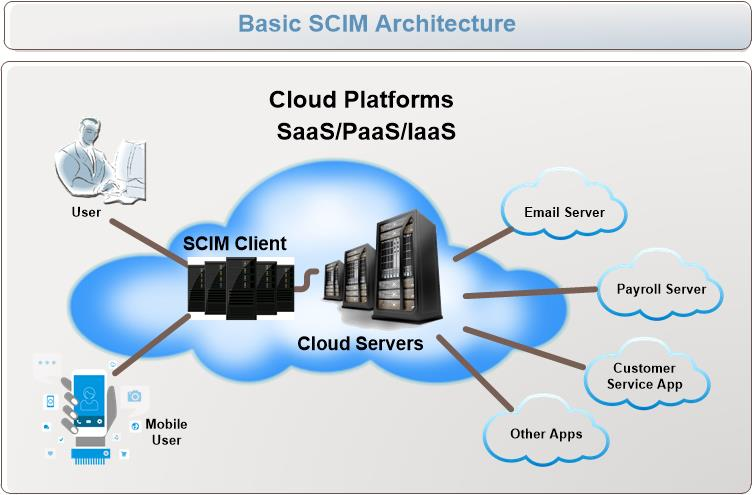 Basic SCIM Architecture
Cloud Platforms
SaaS/PaaS/IaaS
User
SCIM Client
Email Server
Payroll Server
Cloud Servers
Customer
Service App
Mobile
User
Other Apps